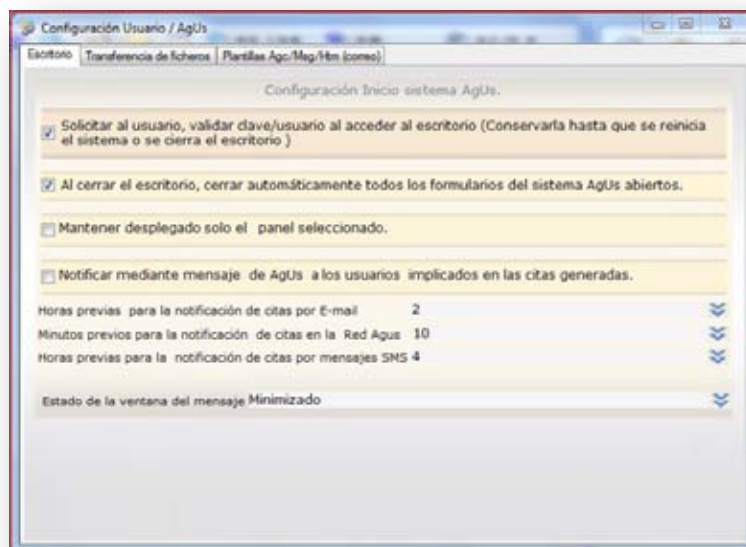 Configuración Usuario / AgUs
Escritorio Transferencia de ficheros Plantillas Agc/Msg/Htm (correo)
Configuración Inicio sistema AgUs.
Solicitar al usuario, validar clave/usuario al acceder al escritorio (Conservarla hasta que se reinicia
el sistema o se cierra el escritorio )
Al cerrar el escritorio, cerrar automáticamente todos los formularios del sistema AgUs abiertos.
Mantener desplegado solo el panel seleccionado.
Notificar mediante mensaje de AgUs a los usuarios implicados en las citas generadas.
Horas previas para la notificación de citas por E-mail 2
Minutos previos para la notificación de citas en la Red Agus 10
Horas previas para la notificación de citas por mensajes SMS 4
Estado de la ventana del mensaje Minimizado